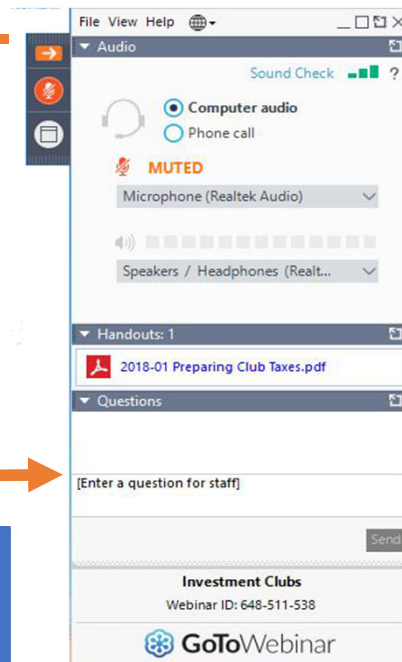 File View Help
Audio
Sound Check ?
Computer audio
Phone call
MUTED
Microphone (Realtek Audio)
Speakers / Headphones (Realt...
Handouts: 1
2018-01 Preparing Club Taxes.pdf
Questions
[Enter a question for staff]
Send
Investment Clubs
Webinar ID: 648-511-538
GoToWebinar